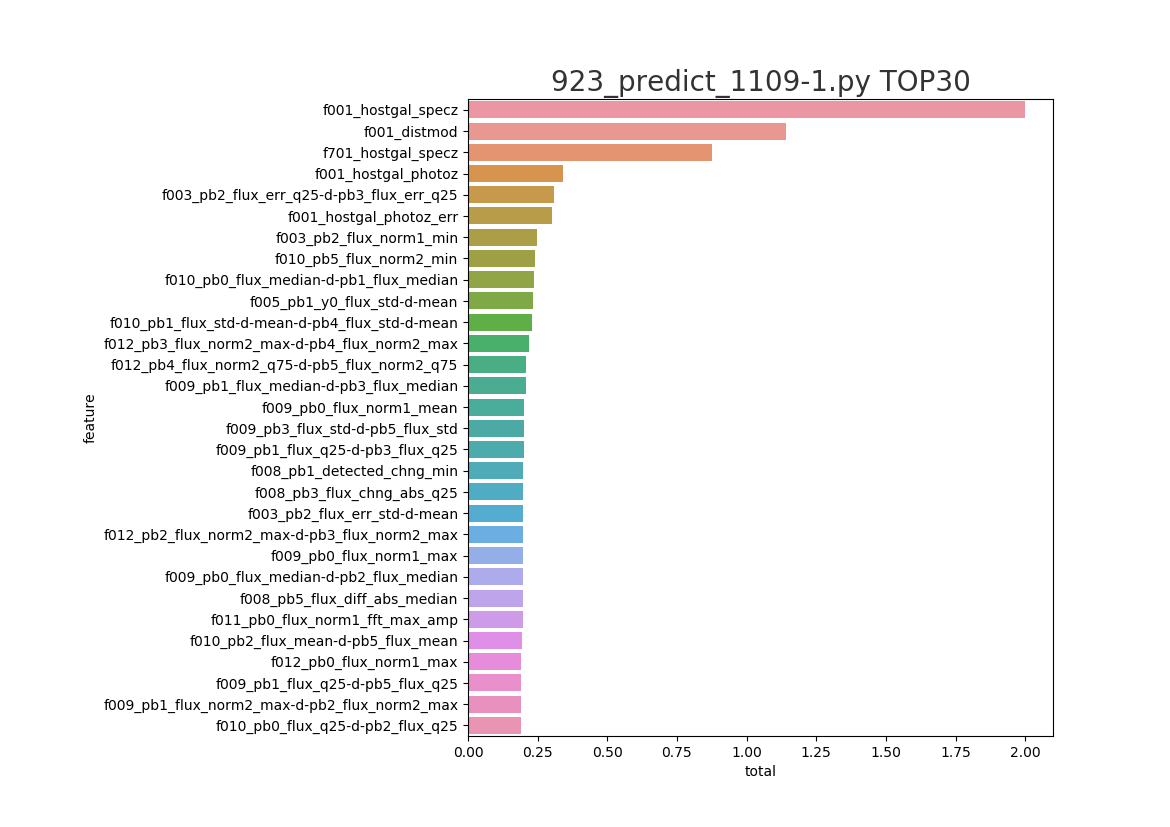 923_predict_1109-1.py TOP30
f001_hostgal_specz
f001_distmod
f701_hostgal_specz
f001_hostgal_photoz
f003_pb2_flux_err_q25-d-pb3_flux_err_q25
f001_hostgal_photoz_err
f003_pb2_flux_norm1_min
f010_pb5_flux_norm2_min
f010_pb0_flux_median-d-pb1_flux_median
f005_pb1_y0_flux_std-d-mean
f010_pb1_flux_std-d-mean-d-pb4_flux_std-d-mean
f012_pb3_flux_norm2_max-d-pb4_flux_norm2_max
f012_pb4_flux_norm2_q75-d-pb5_flux_norm2_q75
f009_pb1_flux_median-d-pb3_flux_median
f009_pb0_flux_norm1_mean
f009_pb3_flux_std-d-pb5_flux_std
f009_pb1_flux_q25-d-pb3_flux_q25
f008_pb1_detected_chng_min
f008_pb3_flux_chng_abs_q25
f003_pb2_flux_err_std-d-mean
f012_pb2_flux_norm2_max-d-pb3_flux_norm2_max
f009_pb0_flux_norm1_max
f009_pb0_flux_median-d-pb2_flux_median
f008_pb5_flux_diff_abs_median
f011_pb0_flux_norm1_fft_max_amp
f010_pb2_flux_mean-d-pb5_flux_mean
f012_pb0_flux_norm1_max
f009_pb1_flux_q25-d-pb5_flux_q25
f009_pb1_flux_norm2_max-d-pb2_flux_norm2_max
f010_pb0_flux_q25-d-pb2_flux_q25
feature
0.00 0.25 0.50 0.75 1.00 1.25 1.50 1.75 2.00
total